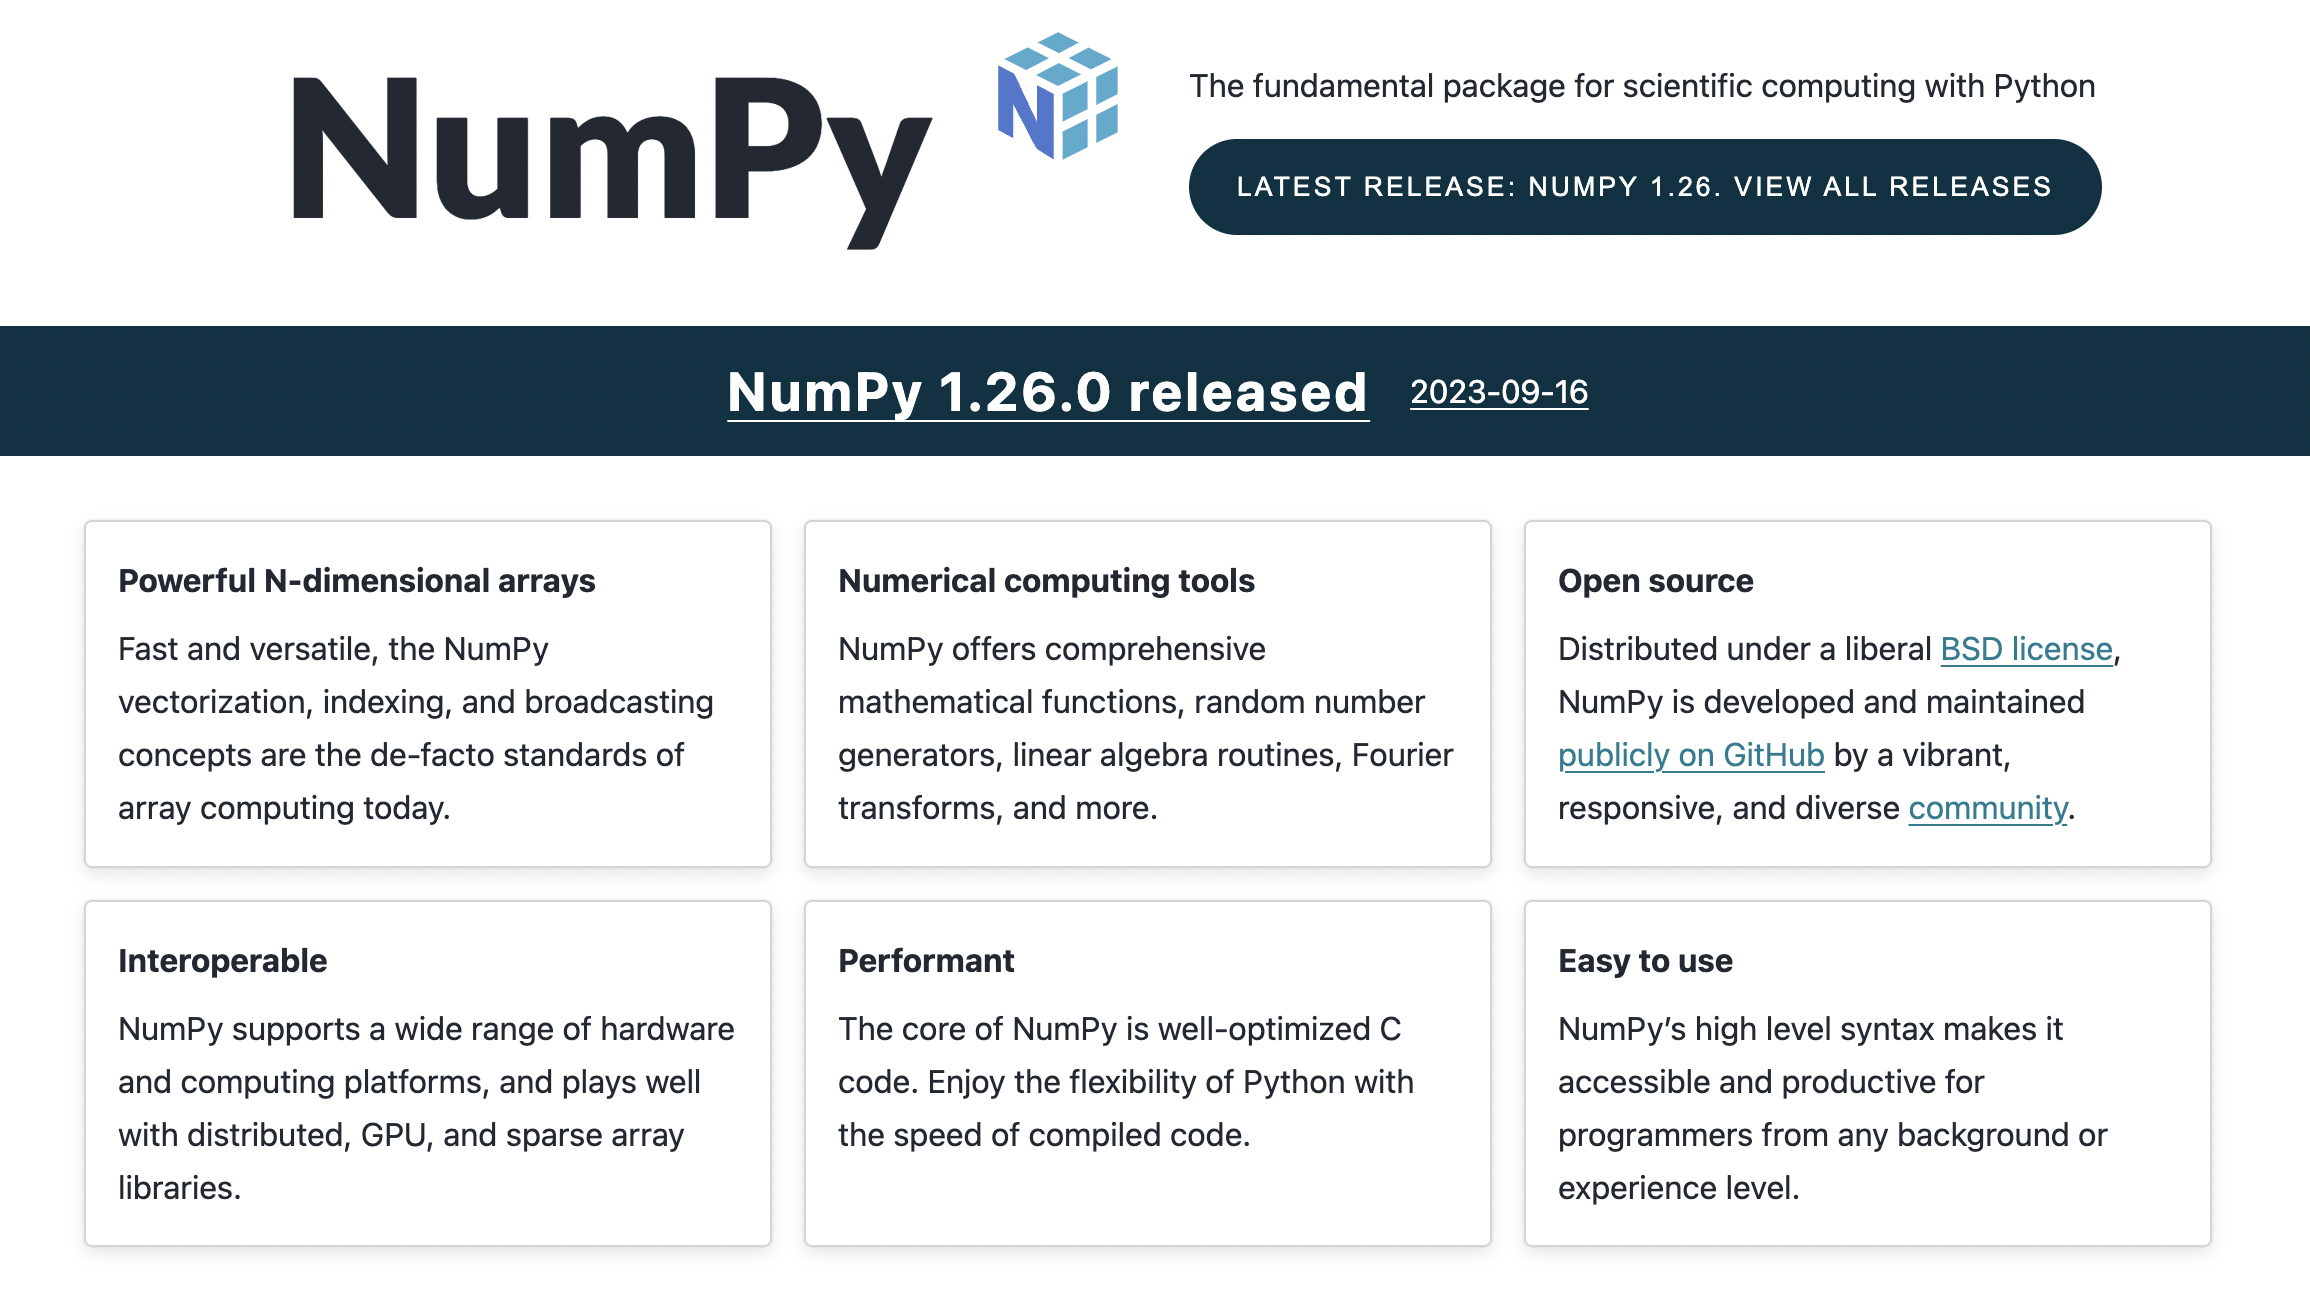 NumPy
The fundamental package for scientific computing with Python
LATEST RELEASE: NUMPY 1.26. VIEW ALL RELEASES
NumPy 1.26.0 released 2023-09-16
Powerful N-dimensional arrays
Fast and versatile, the NumPy
vectorization, indexing, and broadcasting
concepts are the de-facto standards of
array computing today.
Numerical computing tools
NumPy offers comprehensive
mathematical functions, random number
generators, linear algebra routines, Fourier
transforms, and more.
Open source
Distributed under a liberal BSD license,
NumPy is developed and maintained
publicly on GitHub by a vibrant,
responsive, and diverse community.
Interoperable
NumPy supports a wide range of hardware
and computing platforms, and plays well
with distributed, GPU, and sparse array
libraries.
Performant
The core of NumPy is well-optimized C
code. Enjoy the flexibility of Python with
the speed of compiled code.
Easy to use
NumPy’s high level syntax makes it
accessible and productive for
programmers from any background or
experience level.